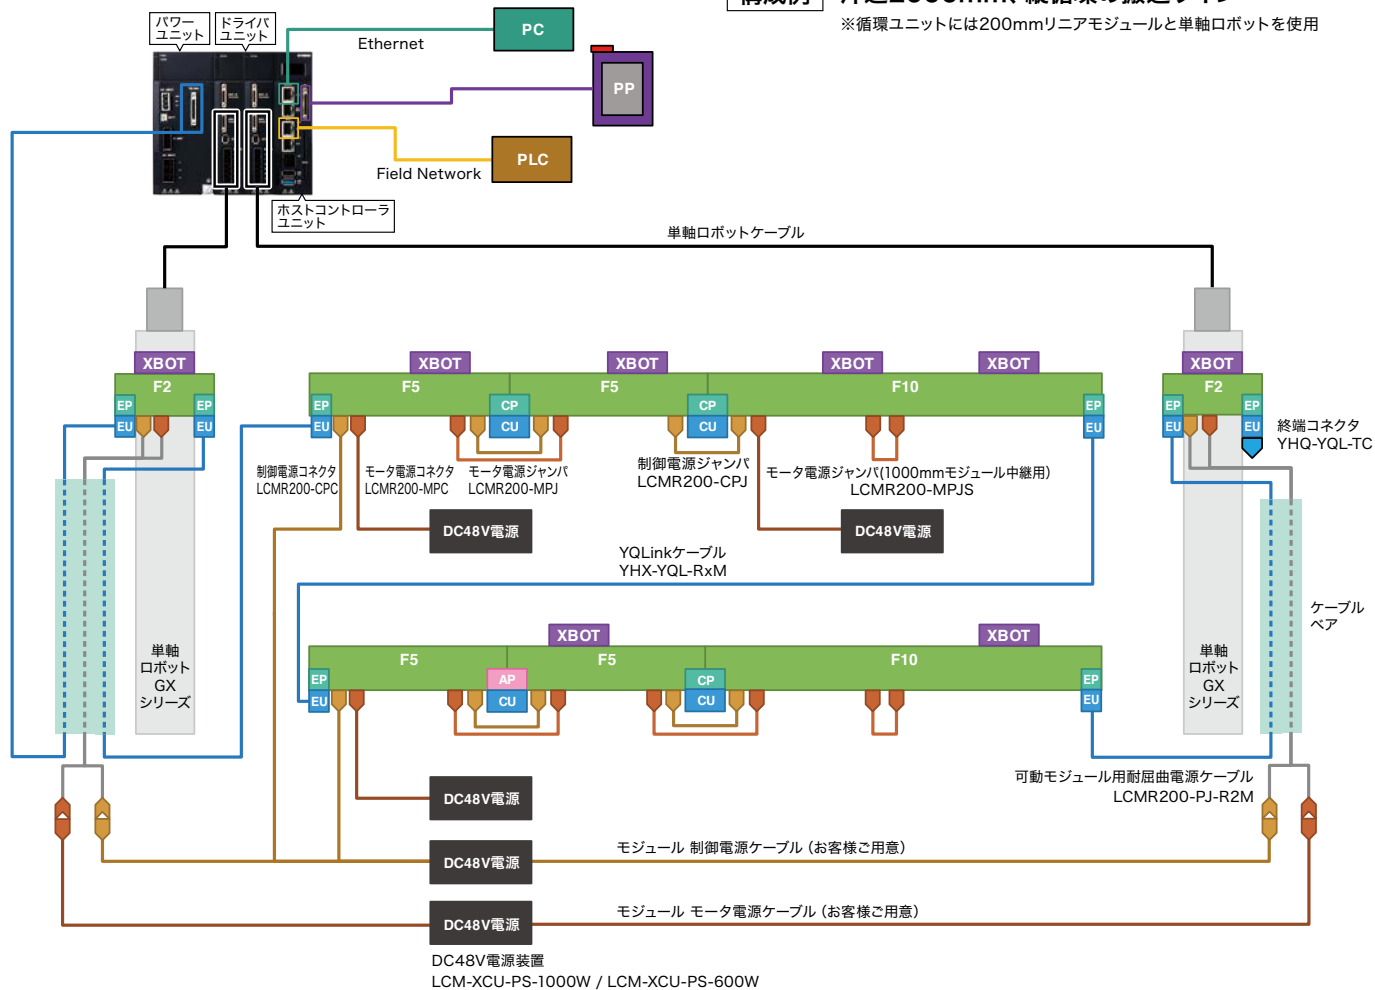 ※循環ユニットには200mmリニアモジュールと単軸ロボットを使用
パワー
ユニット
ドライバ
ユニット
Ethernet
PC
PP
PLC
Field Network
ホストコントローラ
ユニット
単軸ロボットケーブル
XBOT
F2
EP
EP
EU
EU
XBOT
XBOT
XBOT
XBOT
F5
F5
F10
EP
CP
CP
EP
EU
CU
CU
EU
XBOT
F2
EP
EP
EU
EU
終端コネクタ
YHQ-YQL-TC
制御電源コネクタ
LCMR200-CPC
モータ電源コネクタ
LCMR200-MPC
モータ電源ジャンパ
LCMR200-MPJ
制御電源ジャンパ
LCMR200-CPJ
モータ電源ジャンパ(1000mmモジュール中継用)
LCMR200-MPJS
DC48V電源
DC48V電源
YQLinkケーブル
YHX-YQL-RxM
ケーブル
ベア
XBOT
XBOT
F5
F5
F10
EP
AP
CP
EP
EU
CU
CU
EU
単軸
ロボット
GX
シリーズ
単軸
ロボット
GX
シリーズ
可動モジュール用耐屈曲電源ケーブル
LCMR200-PJ-R2M
DC48V電源
DC48V電源
モジュール 制御電源ケーブル (お客様ご用意)
DC48V電源
モジュール モータ電源ケーブル (お客様ご用意)
DC48V電源装置
LCM-XCU-PS-1000W / LCM-XCU-PS-600W